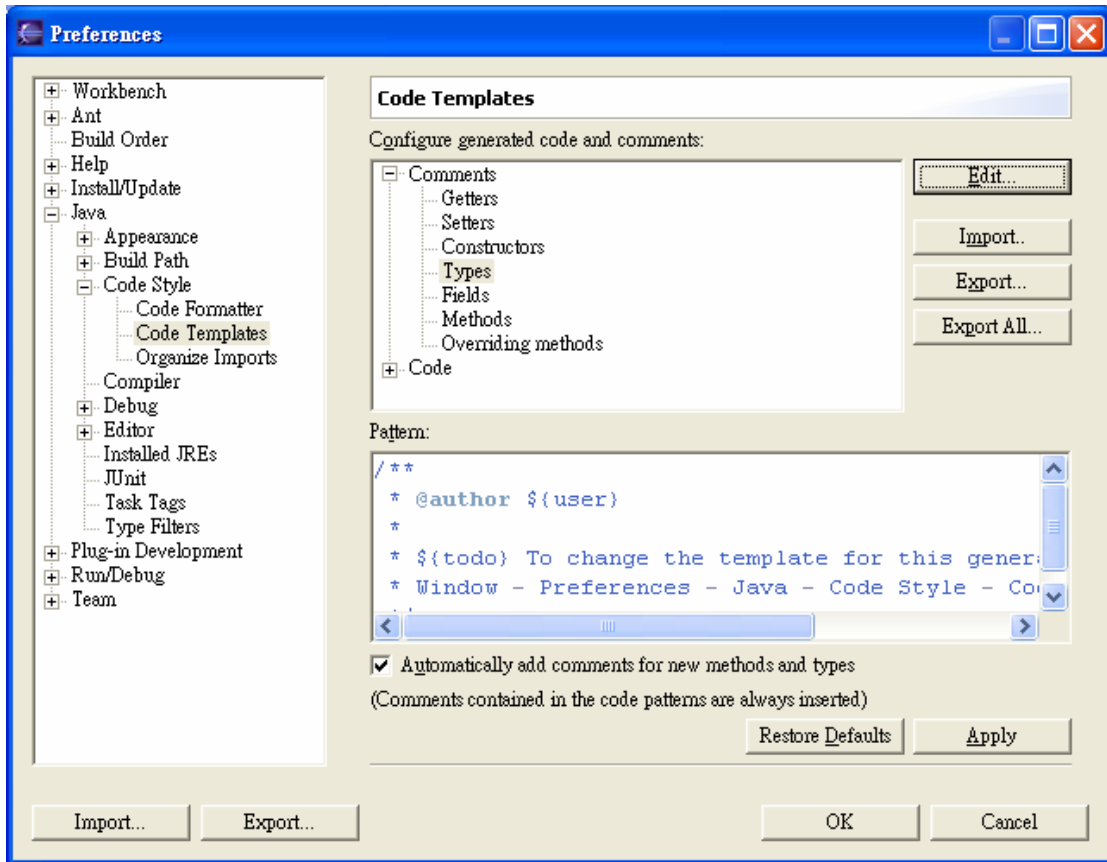 Preferences
Workbench
Ant
Build Order
Help
Install/Update
Java
Appearance
Build Path
Code Style
Code Formatter
Code Templates
Organize Imports
Compiler
Debug
Editor
Installed JREs
JUnit
Task Tags
Type Filters
Plug-in Development
Run/Debug
Team
Code Templates
Configure generated code and comments:
Comments
Getters
Setters
Constructors
Types
Fields
Methods
Overriding methods
Code
Edit...
Import..
Export...
Export All...
Pattern:
/**
* @author ${user}
*
* ${todo} To change the template for this genera
* Window - Preferences - Java - Code Style - Co
Automatically add comments for new methods and types
(Comments contained in the code patterns are always inserted)
Restore Defaults
Apply
Import...
Export...
OK
Cancel